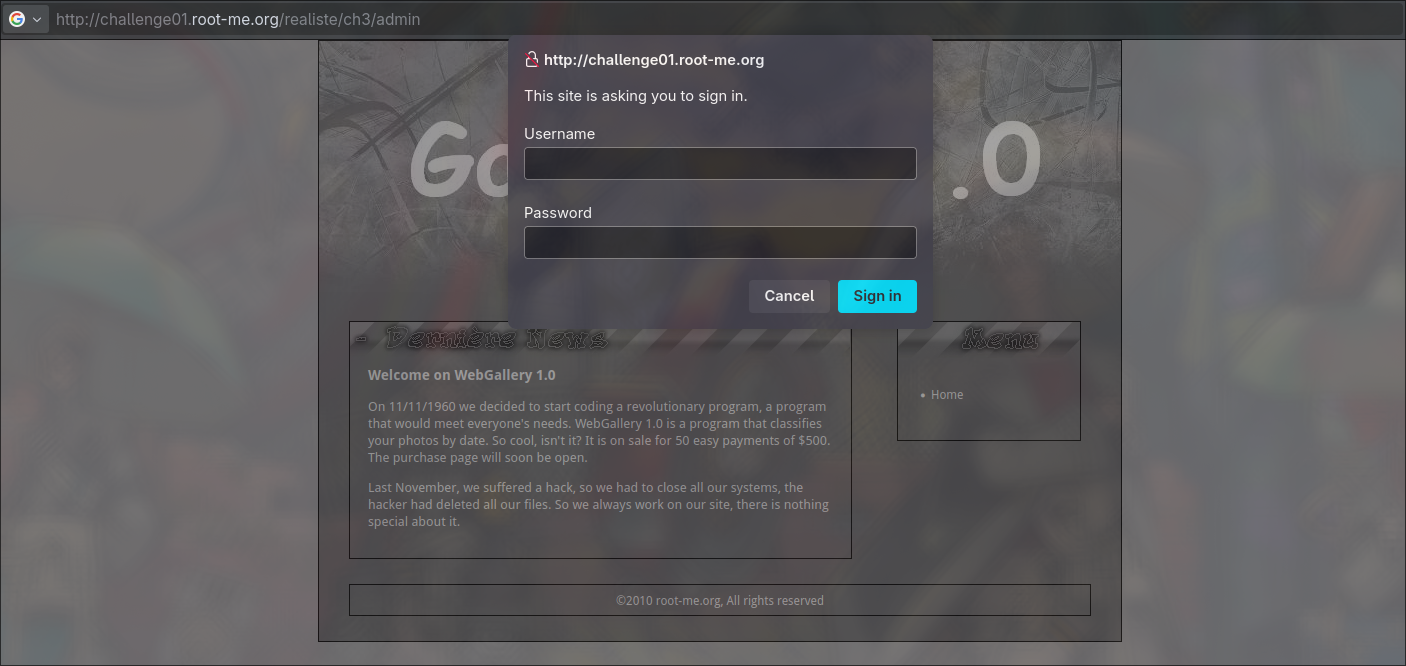 http://challenge01.root-me.org/realiste/ch3/admin
http://challenge01.root-me.org
This site is asking you to sign in.
Username
Go
.0
Password
Cancel
Sign in
- Dernière News
Menu
Welcome on WebGallery 1.0
On 11/11/1960 we decided to start coding a revolutionary program, a program
that would meet everyone's needs. WebGallery 1.0 is a program that classifies
your photos by date. So cool, isn't it? It is on sale for 50 easy payments of $500.
The purchase page will soon be open.
Last November, we suffered a hack, so we had to close all our systems, the
hacker had deleted all our files. So we always work on our site, there is nothing
special about it.
• Home
©2010 root-me.org, All rights reserved